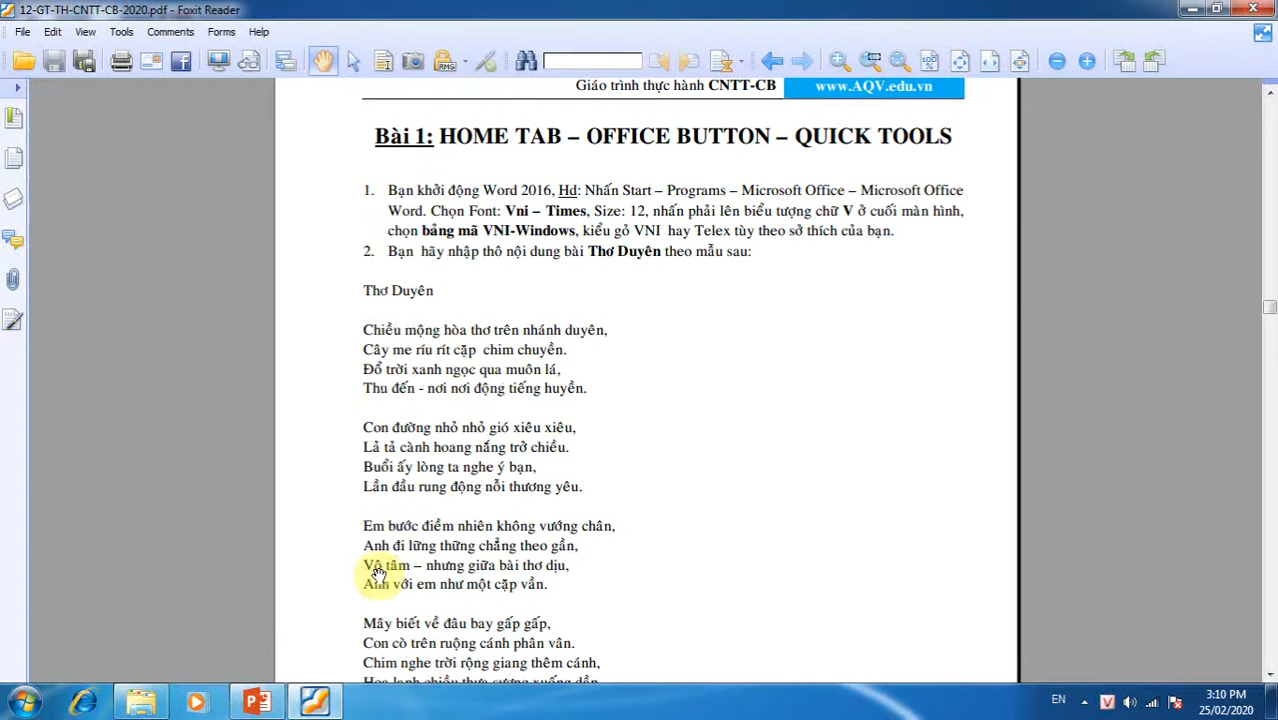 12-GT-TH-CNTT-CB-2020.pdf - Foxit Reader
File Edit View Tools Comments Forms Help
Giáo trình thực hành CNTT-CB www.AQV.edu.vn
Bài 1: HOME TAB – OFFICE BUTTON – QUICK TOOLS
1. Bạn khởi động Word 2016, Hd: Nhấn Start – Programs – Microsoft Office – Microsoft Office
Word. Chọn Font: Vni – Times, Size: 12, nhấn phải lên biểu tượng chữ V ở cuối màn hình,
chọn bảng mã VNI-Windows, kiểu gỏ VNI hay Telex tùy theo sở thích của bạn.
2. Bạn hãy nhập thô nội dung bài Thơ Duyên theo mẫu sau:
Thơ Duyên
Chiều mộng hòa thơ trên nhánh duyên,
Cây me ríu rít cặp chim chuyền.
Đổ trời xanh ngọc qua muôn lá,
Thu đến - nơi nơi động tiếng huyền.
Con đường nhỏ nhỏ gió xiêu xiêu,
Lả tả cành hoang nắng trở chiều.
Buổi ấy lòng ta nghe ý bạn,
Lần đầu rung động nỗi thương yêu.
Em bước điềm nhiên không vướng chân,
Anh đi lững thững chẳng theo gần,
Vô tâm – nhưng giữa bài thơ dịu,
Anh với em như một cặp vần.
Mây biết về đâu bay gấp gấp,
Con cò trên ruộng cánh phân vân.
Chim nghe trời rộng giang thêm cánh,
EN V 3:10 PM
25/02/2020